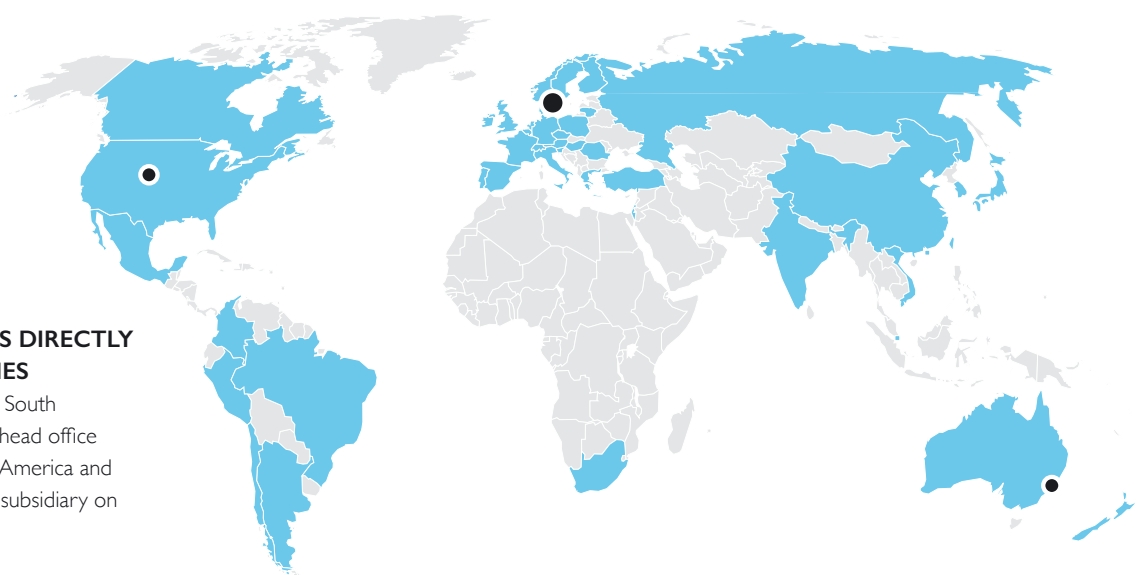 S DIRECTLY
IES
South
head office
America and
subsidiary on